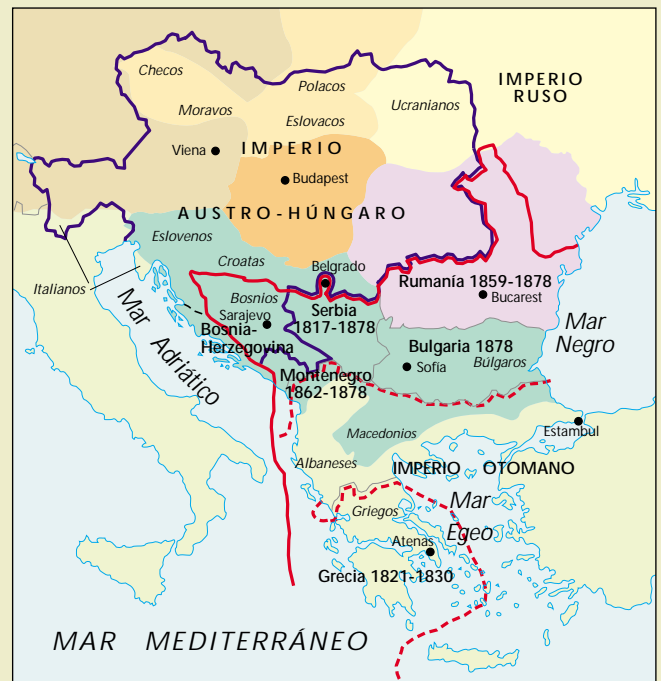 Checos
Polacos
IMPERIO
RUSO
Moravos
Ucranianos
Eslovacos
Viena
IMPERIO
Budapest
AUSTRO-HÚNGARO
Eslovenos
Croatas
Belgrado
Italianos
Bosnios
Rumanía 1859-1878
Sarajevo
Serbia
1817-1878
Bucarest
Bosnia-
Herzegovina
Mar
Negro
Mar Adriático
Bulgaria 1878
Sofía
Búlgaros
Montenegro
1862-1878
Macedonios
Estambul
Albaneses
IMPERIO OTOMANO
Griegos
Mar
Egeo
Atenas
Grecia 1821-1830
MAR MEDITERRÁNEO